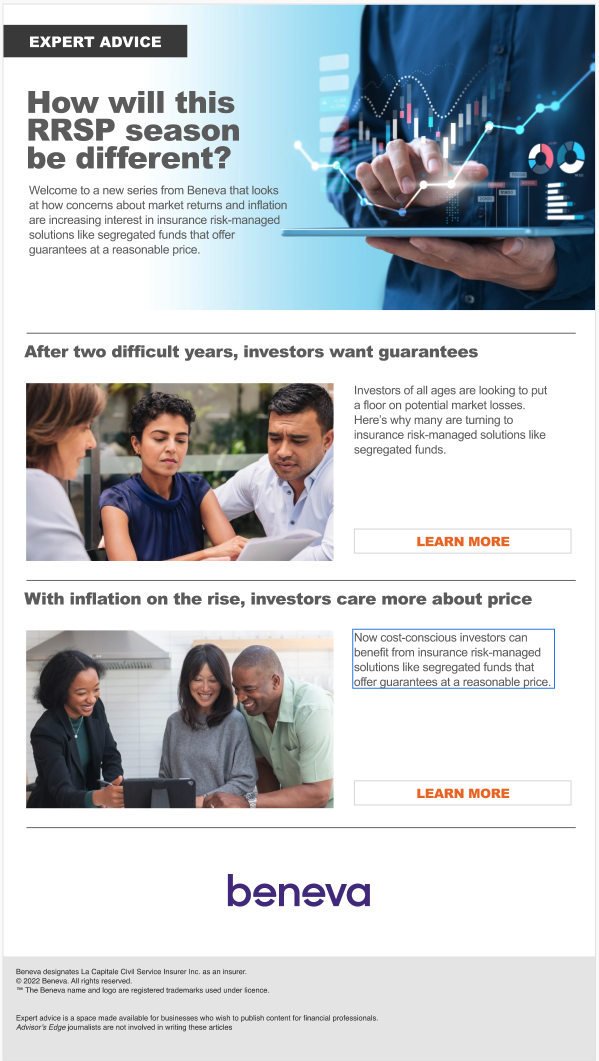 EXPERT ADVICE
How will this
RRSP season
be different?
Welcome to a new series from Beneva that looks
at how concerns about market returns and inflation
are increasing interest in insurance risk-managed
solutions like segregated funds that offer
guarantees at a reasonable price.
After two difficult years, investors want guarantees
Investors of all ages are looking to put
a floor on potential market losses.
Here’s why many are turning to
insurance risk-managed solutions like
segregated funds.
LEARN MORE
With inflation on the rise, investors care more about price
Now cost-conscious investors can
benefit from insurance risk-managed
solutions like segregated funds that
offer guarantees at a reasonable price.
LEARN MORE
beneva
Beneva designates La Capitale Civil Service Insurer Inc. as an insurer.
© 2022 Beneva. All rights reserved.
™ The Beneva name and logo are registered trademarks used under licence.
Expert advice is a space made available for businesses who wish to publish content for financial professionals.
Advisor's Edge journalists are not involved in writing these articles